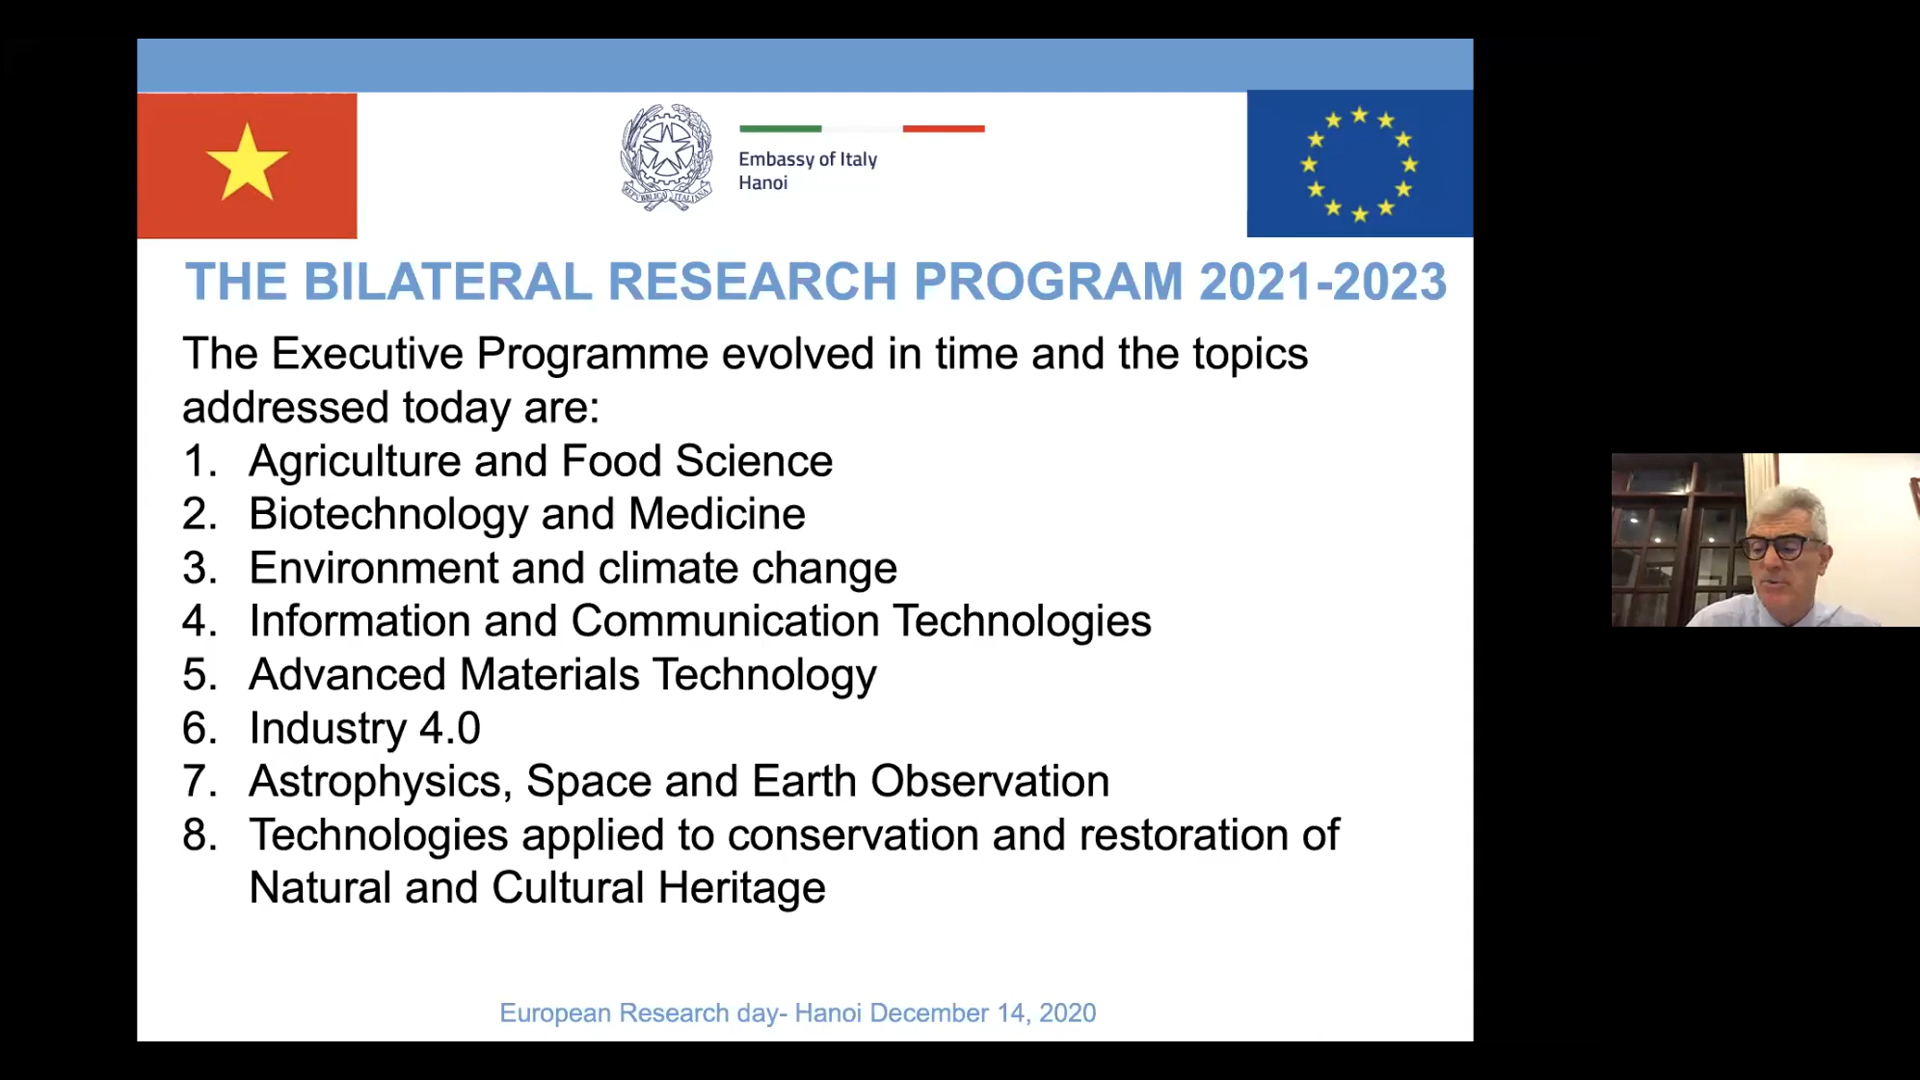 REPVBBLICA ITALIANA
Embassy of Italy
Hanoi
THE BILATERAL RESEARCH PROGRAM 2021-2023
The Executive Programme evolved in time and the topics
addressed today are:
1. Agriculture and Food Science
2. Biotechnology and Medicine
3. Environment and climate change
4. Information and Communication Technologies
5. Advanced Materials Technology
6. Industry 4.0
7. Astrophysics, Space and Earth Observation
8. Technologies applied to conservation and restoration of
Natural and Cultural Heritage
European Research day- Hanoi December 14, 2020